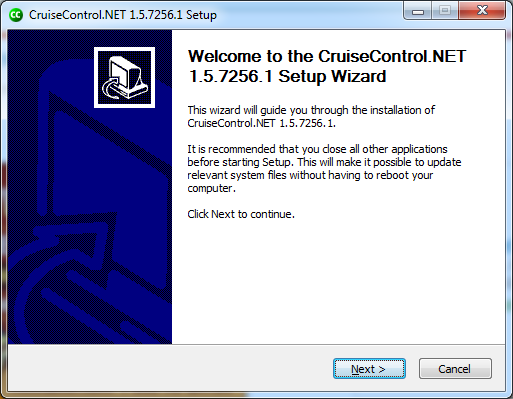 CC CruiseControl.NET 1.5.7256.1 Setup
Welcome to the CruiseControl.NET
1.5.7256.1 Setup Wizard
This wizard will guide you through the installation of
CruiseControl.NET 1.5.7256.1.
It is recommended that you close all other applications
before starting Setup. This will make it possible to update
relevant system files without having to reboot your
computer.
Click Next to continue.
Next > Cancel